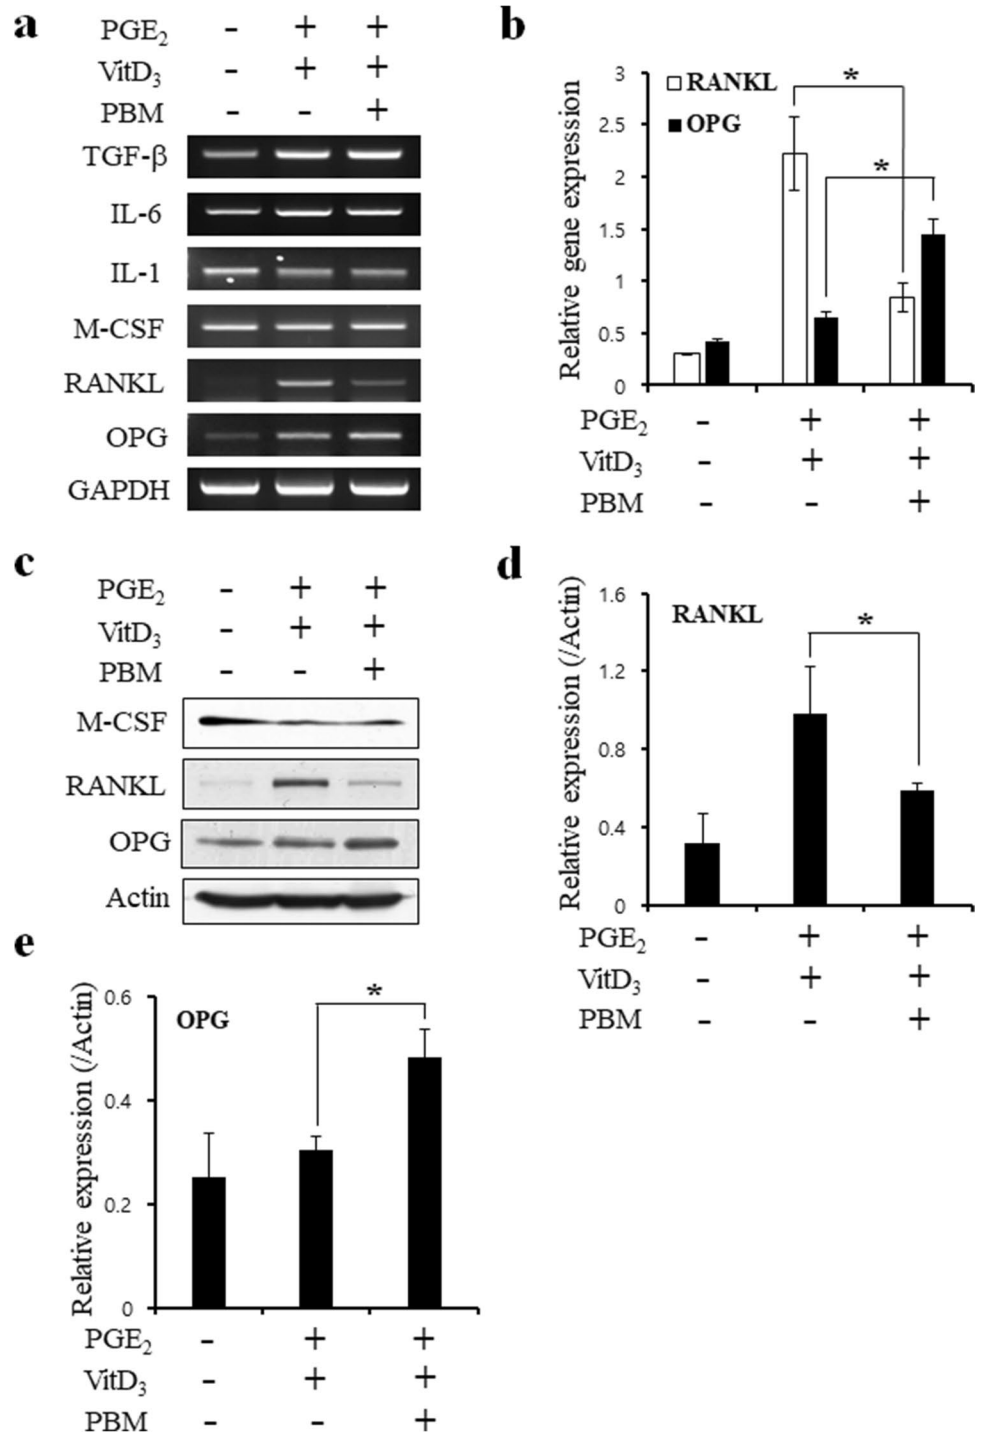 a
PGE2 - + +
VitD3 - + +
PBM - - +
TGF-β
IL-6
IL-1
M-CSF
RANKL
OPG
GAPDH
b
Relative gene expression
3
2.5
2
1.5
1
0.5
0
RANKL
OPG
*
*
PGE2 - + +
VitD3 - + +
PBM - - +
c
PGE2 - + +
VitD3 - + +
PBM - - +
M-CSF
RANKL
OPG
Actin
d
Relative expression (/Actin)
1.6
1.2
0.8
0.4
0
RANKL
*
PGE2 - + +
VitD3 - + +
PBM - - +
e
Relative expression (/Actin)
0.6
0.4
0.2
0
OPG
*
PGE2 - + +
VitD3 - + +
PBM - - +